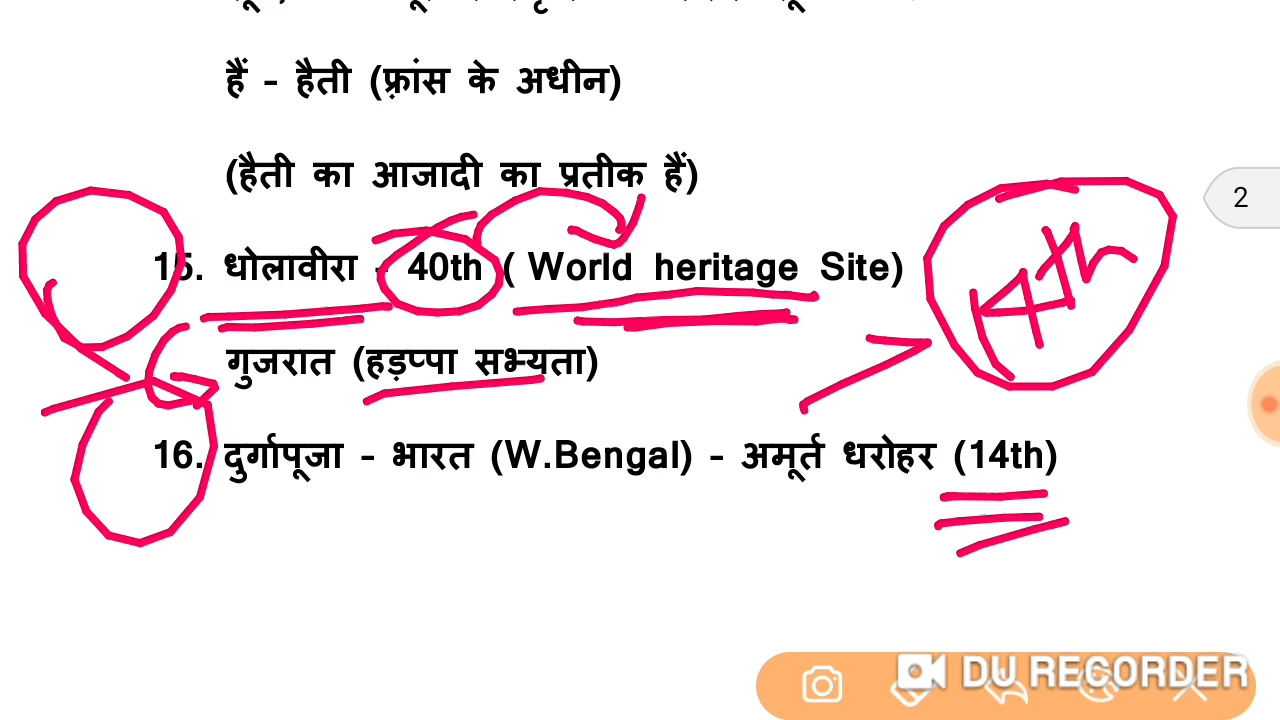 हैं - हैती (फ़्रांस के अधीन)
(हैती का आजादी का प्रतीक हैं)
15. धोलावीरा - 40th ( World heritage Site)
गुजरात (हड़प्पा सभ्यता)
16. दुर्गापूजा - भारत (W.Bengal) - अमूर्त धरोहर (14th)
14th
2
DU RECORDER